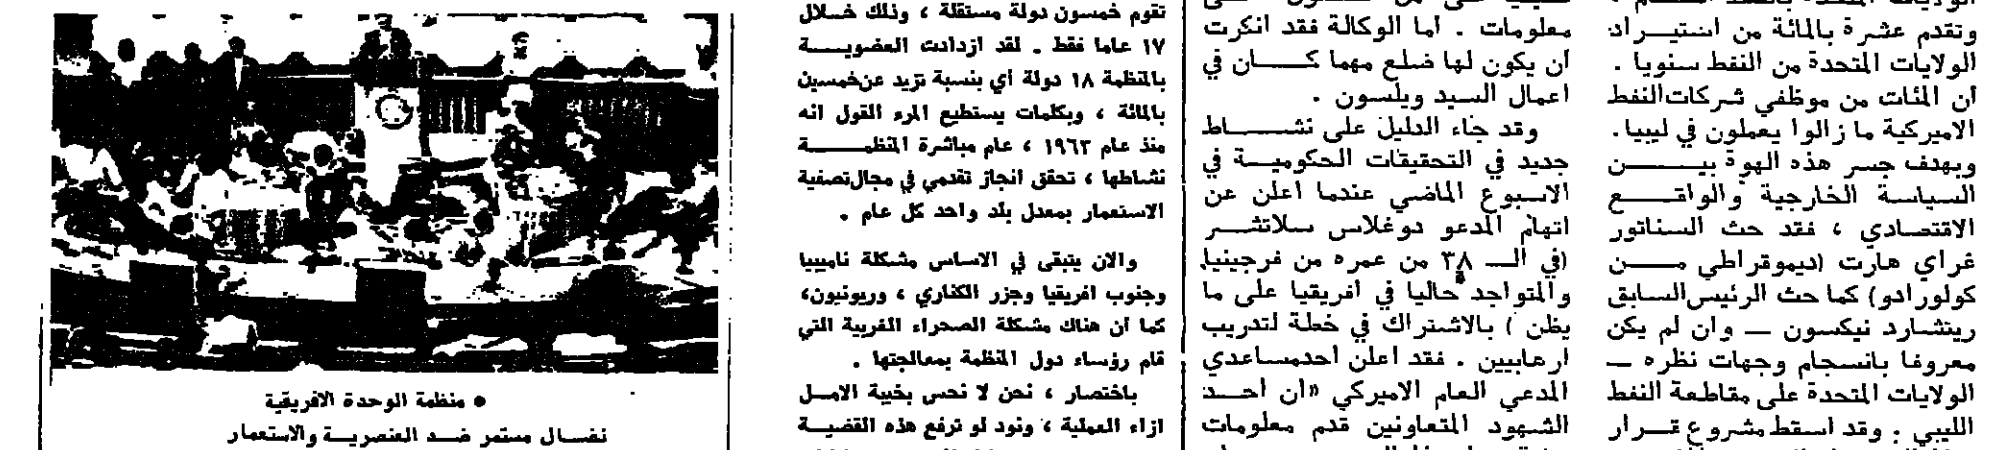 وتقدم عشرة بالمائة من استيراد
الولايات المتحدة من النفط سنويا .
أن المئات من موظفي شركات النفط
الاميركية ما زالوا يعملون في ليبيا .
وبهدف جسر هذه الهوة بين
السياسة الخارجية والواقع
الاقتصادي ، فقد حث السناتور
غراي هارت (ديموقراطي من
كولورادو) كما حث الرئيس السابق
ريتشارد نيكسون — وان لم يكن
معروفا بانسجام وجهات نظره —
الولايات المتحدة على مقاطعة النفط
الليبي . وقد اسقط مشروع قرار
معلومات . أما الوكالة فقد انكرت
أن يكون لها ضلع مهما كان في
اعمال السيد ويلسون .
وقد جاء الدليل على نشاط
جديد في التحقيقات الحكومية في
الاسبوع الماضي عندما اعلن عن
اتهام المدعو دوغلاس سلاتشر
(في الـ ٣٨ من عمره من فرجينيا
والمتواجد حاليا في افريقيا على ما
يظن ) بالاشتراك في خطة لتدريب
ارهابيين . فقد اعلن احد مساعدي
المدعي العام الاميركي «أن أحد
الشهود المتعاونين قدم معلومات
تقوم خمسون دولة مستقلة ، وذلك خلال
١٧ عاما فقط . لقد ازدادت العضوية
بالمنظمة ١٨ دولة أي بنسبة تزيد عن خمسين
بالمائة ، وبكلمات يستطيع المرء القول انه
منذ عام ١٩٦٣ ، عام مباشرة المنظمة
نشاطها ، تحقق انجاز تقدمي في مجال تصفية
الاستعمار بمعدل بلد واحد كل عام .
والان يتبقى في الاساس مشكلة ناميبيا
وجنوب افريقيا وجزر الكناري ، وريونيون،
كما أن هناك مشكلة الصحراء الغربية التي
قام رؤساء دول المنظمة بمعالجتها .
باختصار ، نحن لا نحس بخيبة الامل
ازاء العملية ، ونود لو ترفع هذه القضية
● منظمة الوحدة الافريقية
نضال مستمر ضد العنصرية والاستعمار